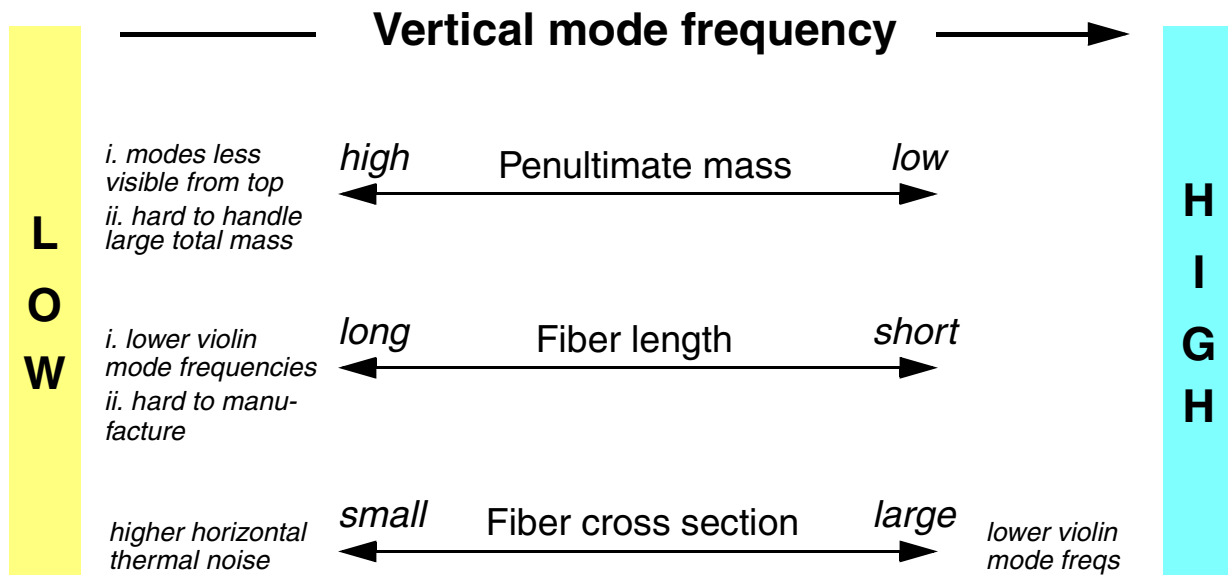 Vertical mode frequency
LOW
HIGH
i. modes less
visible from top
ii. hard to handle
large total mass
high
Penultimate mass
low
i. lower violin
mode frequencies
ii. hard to manu-
facture
long
Fiber length
short
higher horizontal
thermal noise
small
Fiber cross section
large
lower violin
mode freqs